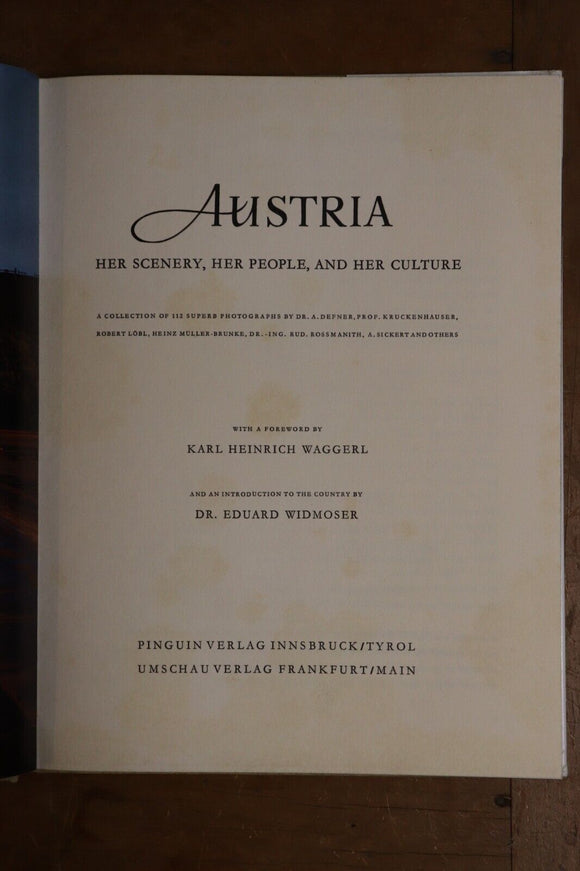 AUSTRIA
HER SCENERY, HER PEOPLE, AND HER CULTURE
A COLLECTION OF 112 SUPERB PHOTOGRAPHS BY DR. A. DEFNER, PROF. KRUCKENHAUSER,
ROBERT LÖBL, HEINZ MÜLLER-BRUNKE, DR.-ING. RUD. ROSSMANITH, A. SICKERT AND OTHERS
WITH A FOREWORD BY
KARL HEINRICH WAGGERL
AND AN INTRODUCTION TO THE COUNTRY BY
DR. EDUARD WIDMOSER
PINGUIN VERLAG INNSBRUCK/TYROL
UMSCHAU VERLAG FRANKFURT/MAIN